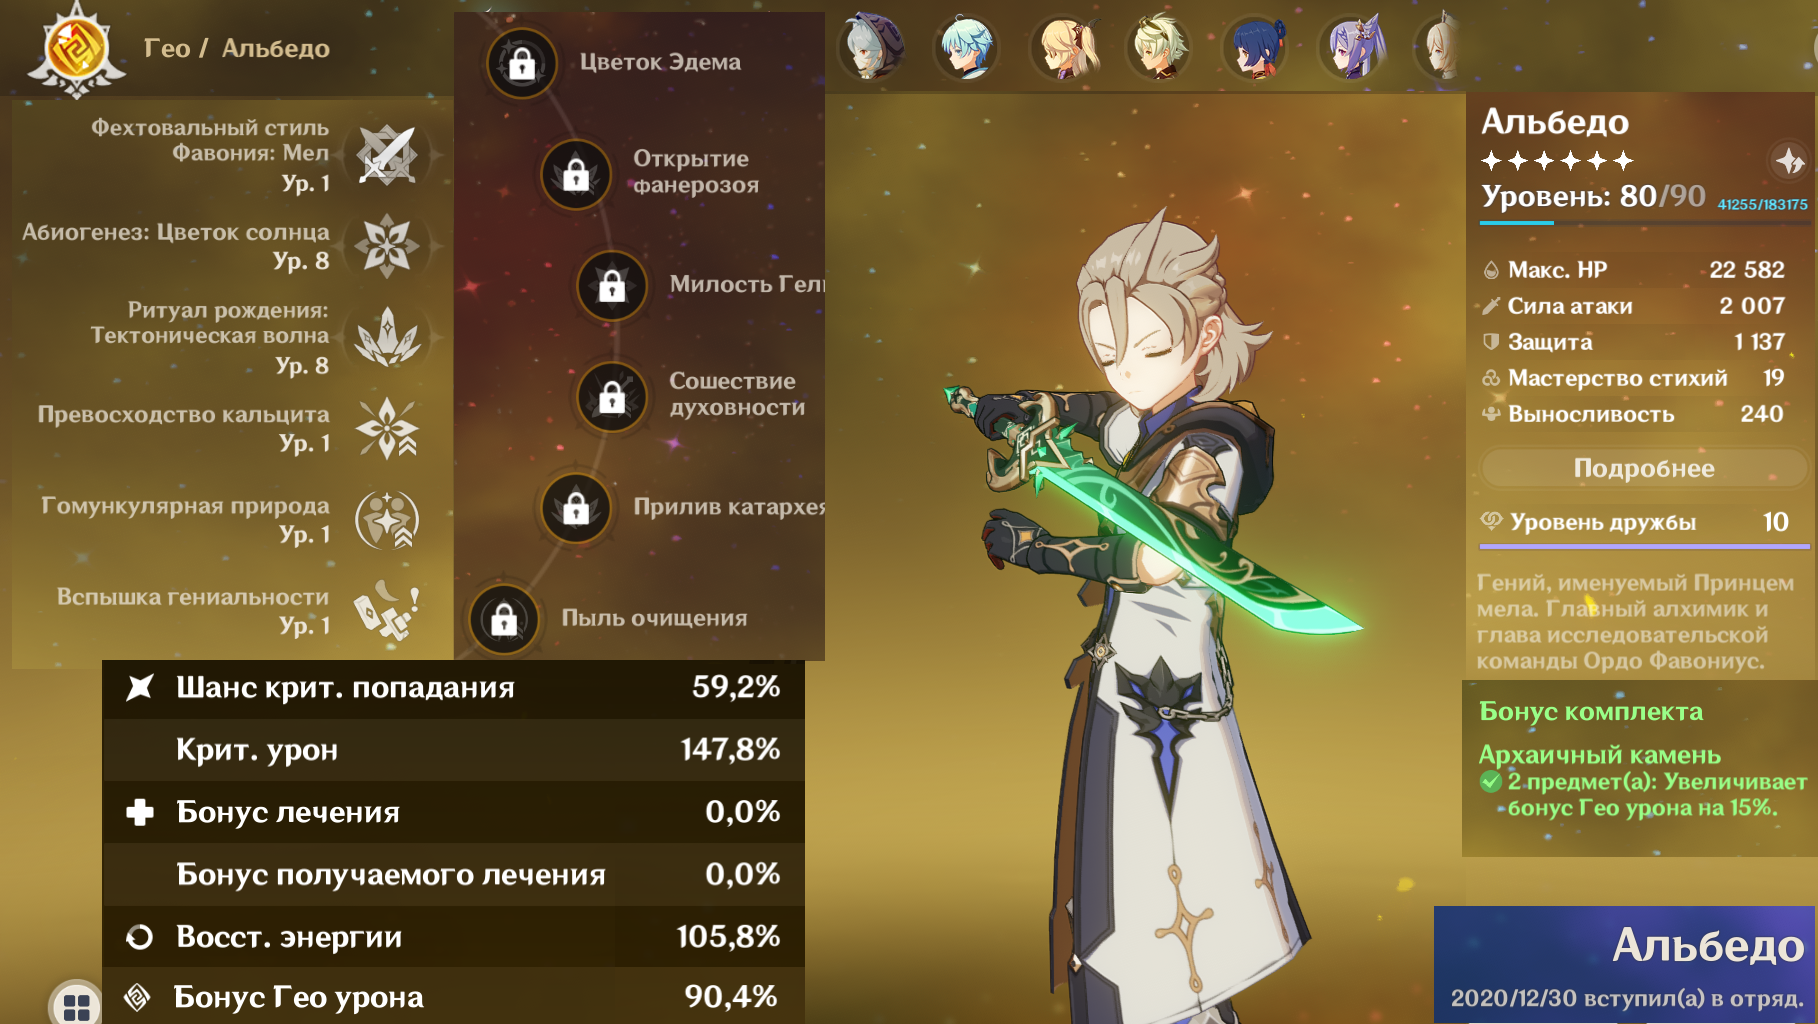 Гео / Альбедо
Фехтовальный стиль
Фавония: Мел
Ур. 1
Абиогенез: Цветок солнца
Ур. 8
Ритуал рождения:
Тектоническая волна
Ур. 8
Превосходство кальцита
Ур. 1
Гомункулярная природа
Ур. 1
Вспышка гениальности
Ур. 1
Цветок Эдема
Открытие
фанерозоя
Милость Гели
Сошествие
духовности
Прилив катархея
Пыль очищения
Шанс крит. попадания 59,2%
Крит. урон 147,8%
Бонус лечения 0,0%
Бонус получаемого лечения 0,0%
Восст. энергии 105,8%
Бонус Гео урона 90,4%
Альбедо
Уровень: 80/90 41255/183175
Макс. HP 22 582
Сила атаки 2 007
Защита 1 137
Мастерство стихий 19
Выносливость 240
Подробнее
Уровень дружбы 10
Гений, именуемый Принцем
мела. Главный алхимик и
глава исследовательской
команды Ордо Фавониус.
Бонус комплекта
Архаичный камень
2 предмет(а): Увеличивает
бонус Гео урона на 15%.
Альбедо
2020/12/30 вступил(а) в отряд.